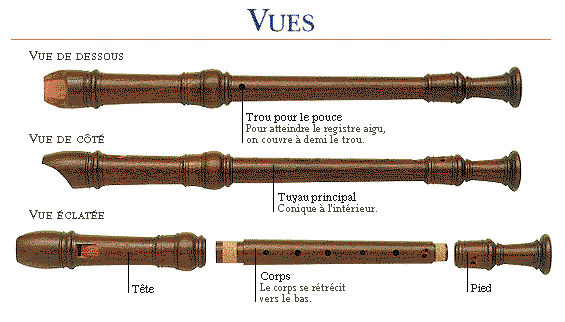 VUES
VUE DE DESSOUS
Trou pour le pouce
Pour atteindre le registre aigu,
on couvre à demi le trou.
VUE DE CÔTÉ
Tuyau principal
Conique à l'intérieur.
VUE ÉCLATÉE
Tête
Corps
Le corps se rétrécit
vers le bas.
Pied